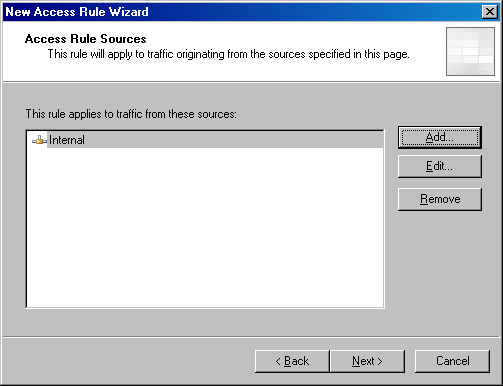 New Access Rule Wizard
Access Rule Sources
This rule will apply to traffic originating from the sources specified in this page.
This rule applies to traffic from these sources:
Internal
Add...
Edit...
Remove
< Back
Next >
Cancel